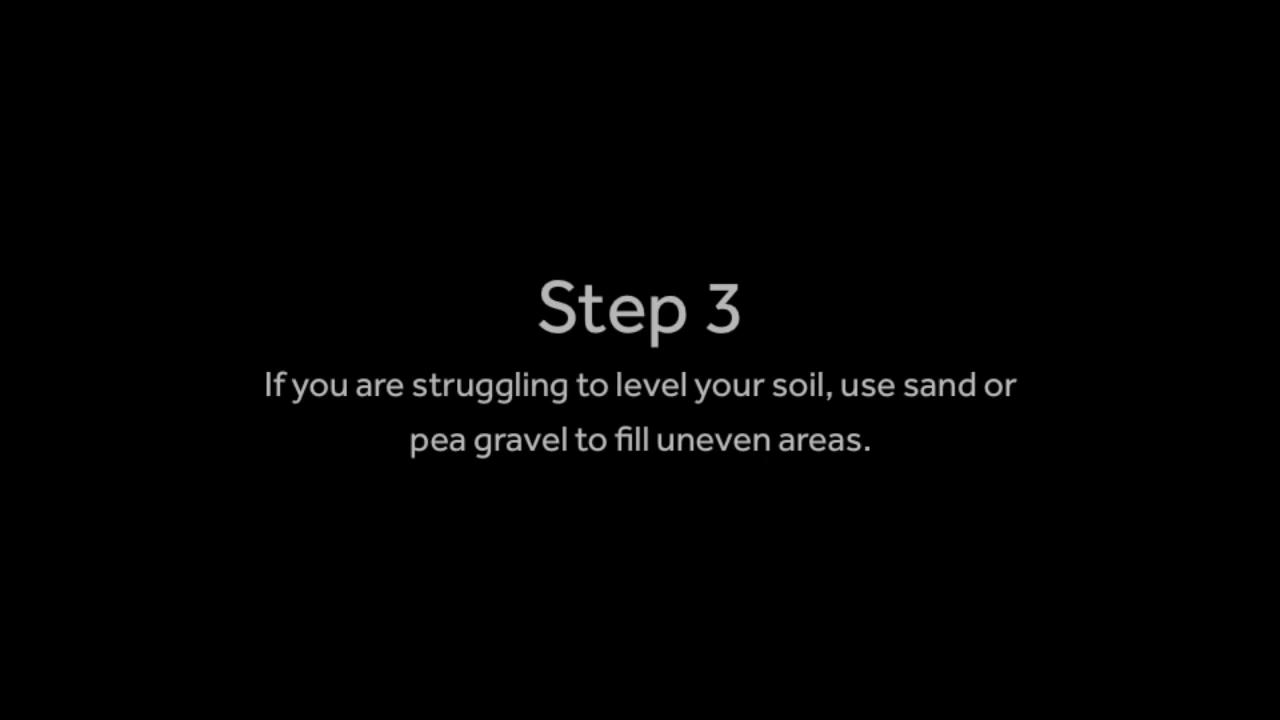 Step 3
If you are struggling to level your soil, use sand or
pea gravel to fill uneven areas.